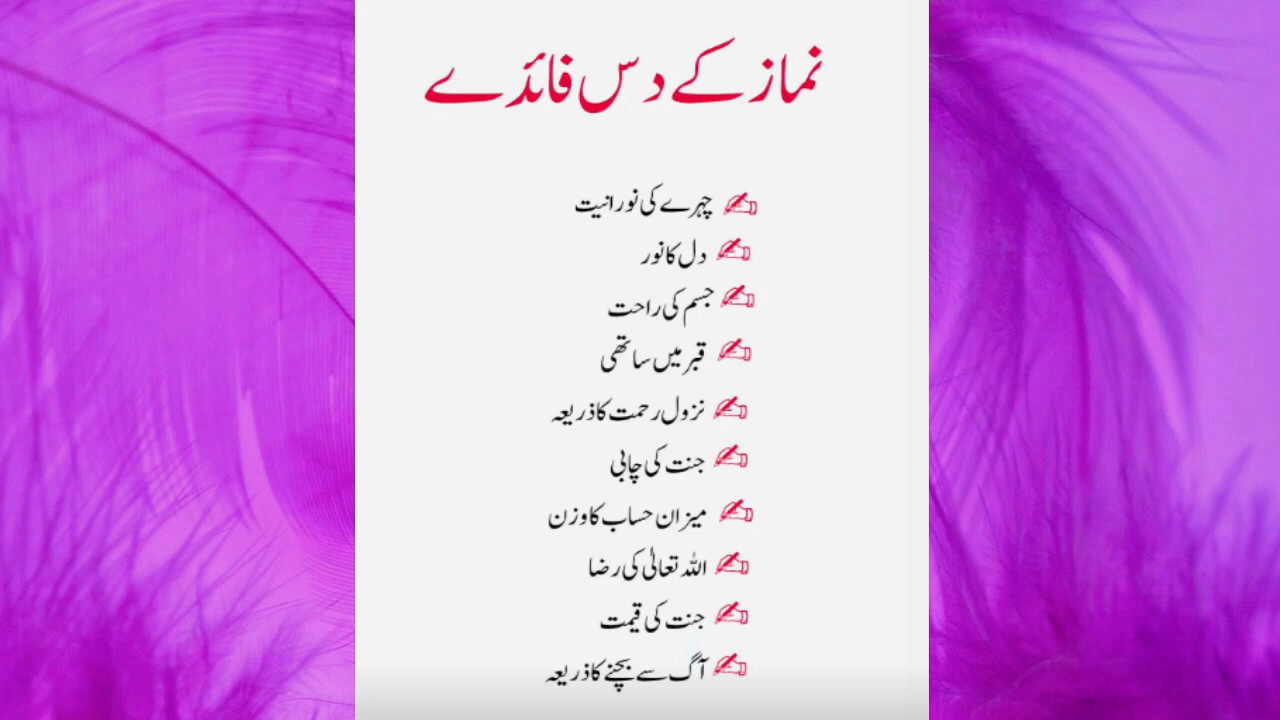 نماز کے دس فائدے
چہرے کی نورانیت
دل کا نور
جسم کی راحت
قبر میں ساتھی
نزول رحمت کا ذریعہ
جنت کی چابی
میزان حساب کا وزن
اللہ تعالیٰ کی رضا
جنت کی قیمت
آگ سے بچنے کا ذریعہ